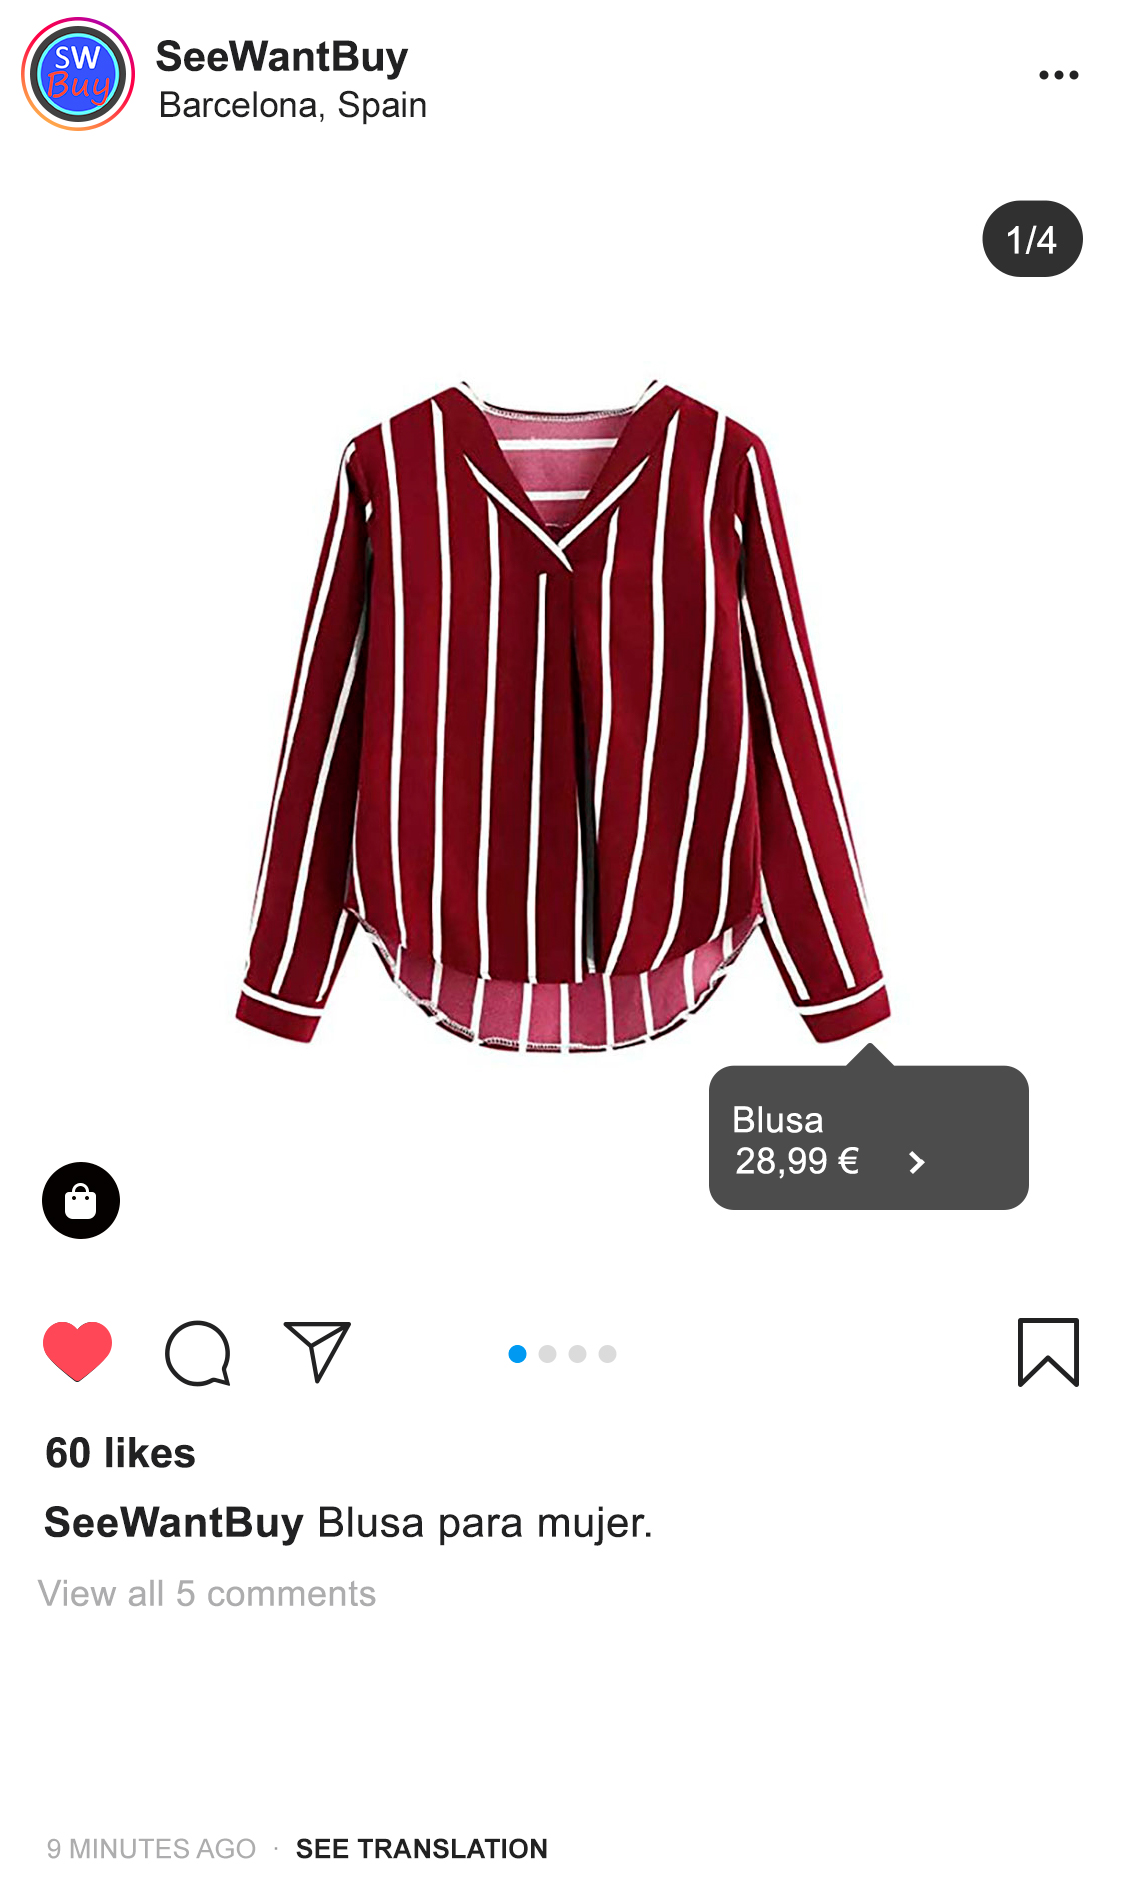 SW
Buy
SeeWantBuy
Barcelona, Spain
1/4
Blusa
28,99 €
60 likes
SeeWantBuy Blusa para mujer.
View all 5 comments
9 MINUTES AGO · SEE TRANSLATION